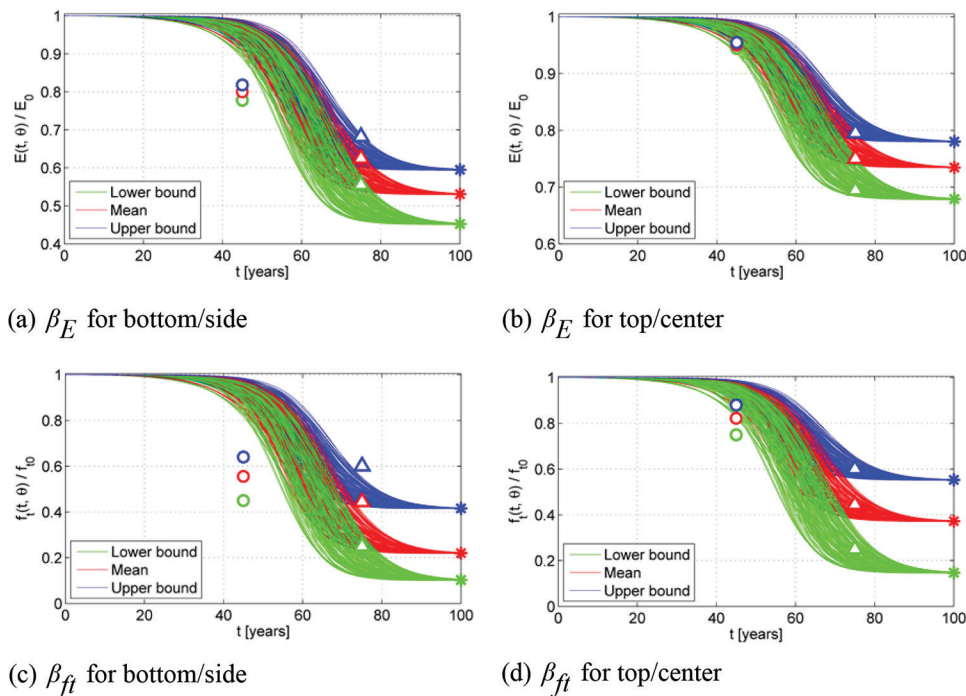 1
0.9
0.8
0.7
0.6
0.5
0.4
E(t, θ) / E0
Lower bound
Mean
Upper bound
0 20 40 60 80 100
t [years]
(a) βE for bottom/side
1
0.9
0.8
0.7
0.6
E(t, θ) / E0
Lower bound
Mean
Upper bound
0 20 40 60 80 100
t [years]
(b) βE for top/center
1
0.8
0.6
0.4
0.2
0
ft(t, θ) / ft0
Lower bound
Mean
Upper bound
0 20 40 60 80 100
t [years]
(c) βft for bottom/side
1
0.8
0.6
0.4
0.2
0
ft(t, θ) / ft0
Lower bound
Mean
Upper bound
0 20 40 60 80 100
t [years]
(d) βft for top/center